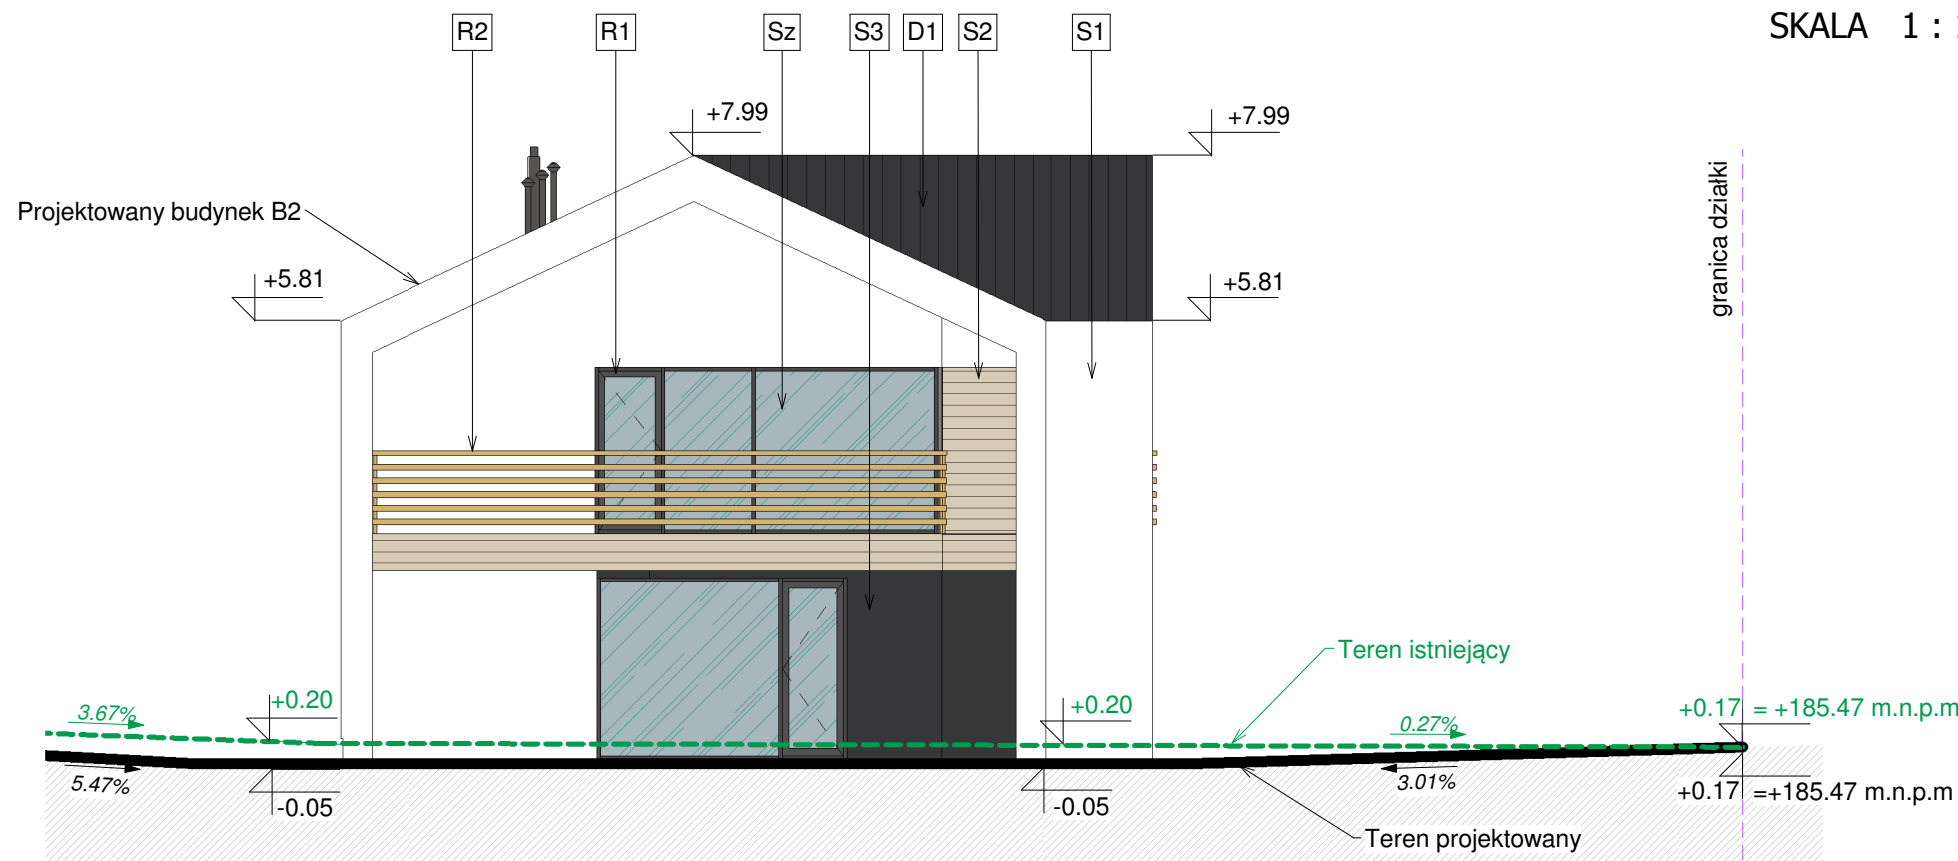 SKALA 1 :
R2 R1 Sz S3 D1 S2 S1
+7.99
+7.99
granica działki
Projektowany budynek B2
+5.81
+5.81
Teren istniejący
3.67%
+0.20
+0.20
0.27%
+0.17 = +185.47 m.n.p.m
5.47%
-0.05
-0.05
3.01%
+0.17 =+185.47 m.n.p.m
Teren projektowany